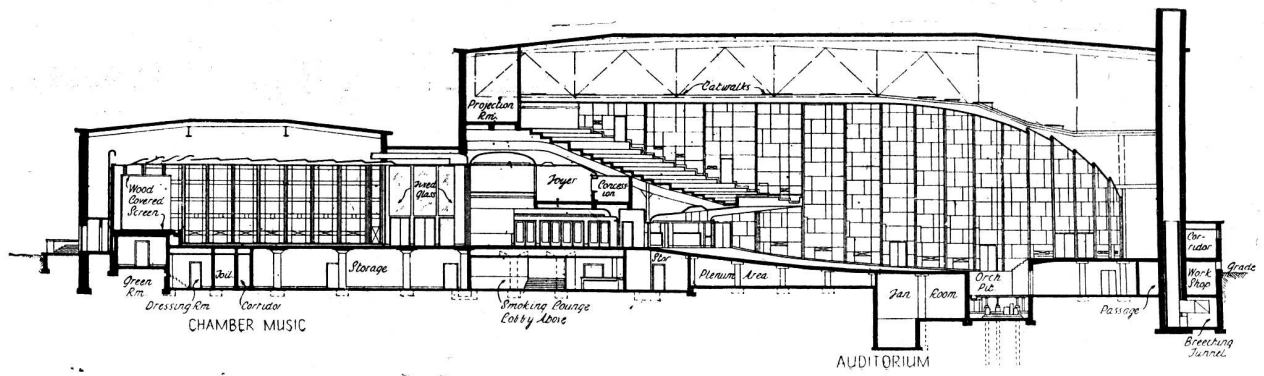 Catwalks
Projection
Rm.
Foyer
Concess
ion
Fixed
Glass
Wood
Covered
Screen
Cor-
ridor
Storage
Stor
Plenum Area
Orch
Pit
Work
Shop
Grade
Green
Rm
Toil
Dressing Rm
Corridor
Fan Room
Smoking Lounge
Lobby Above
Passage
CHAMBER MUSIC
Breeching
Tunnel
AUDITORIUM